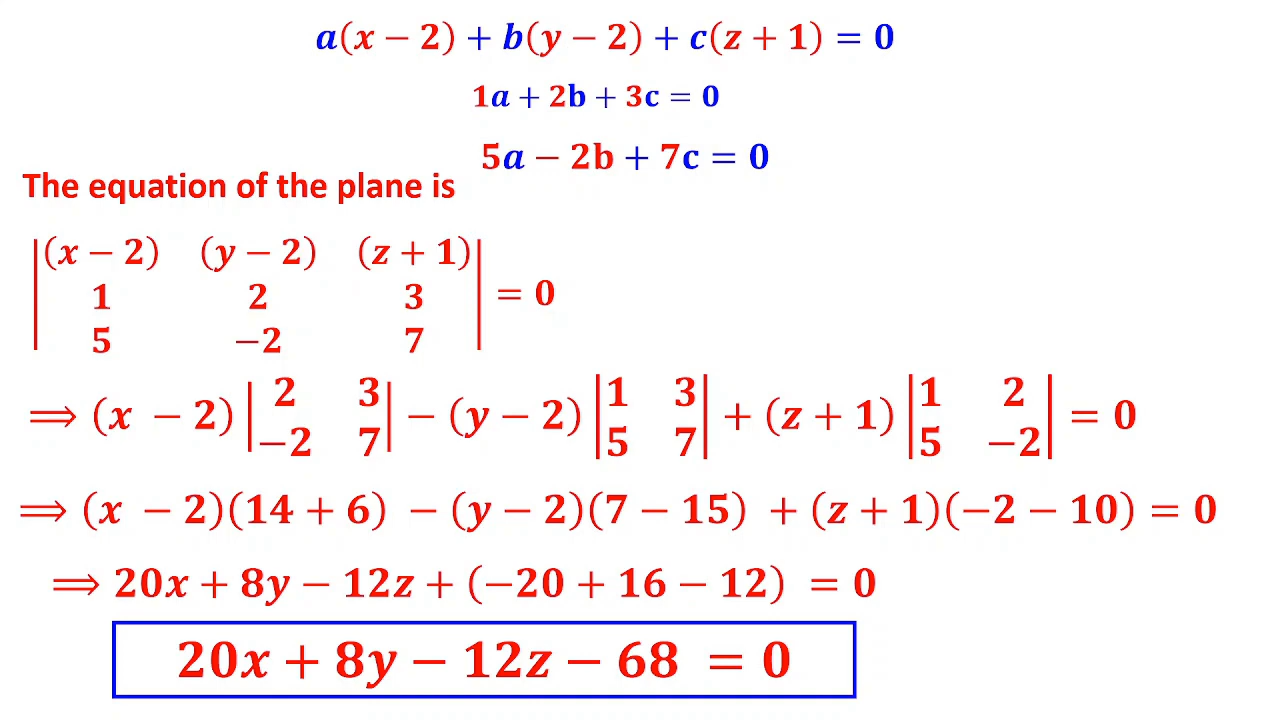 a(x − 2) + b(y − 2) + c(z + 1) = 0
1a + 2b + 3c = 0
5a − 2b + 7c = 0
The equation of the plane is
|(x − 2) (y − 2) (z + 1)|
|1 2 3| = 0
|5 −2 7|
⟹ (x − 2) |2 3; −2 7| − (y − 2) |1 3; 5 7| + (z + 1) |1 2; 5 −2| = 0
⟹ (x − 2)(14 + 6) − (y − 2)(7 − 15) + (z + 1)(−2 − 10) = 0
⟹ 20x + 8y − 12z + (−20 + 16 − 12) = 0
20x + 8y − 12z − 68 = 0